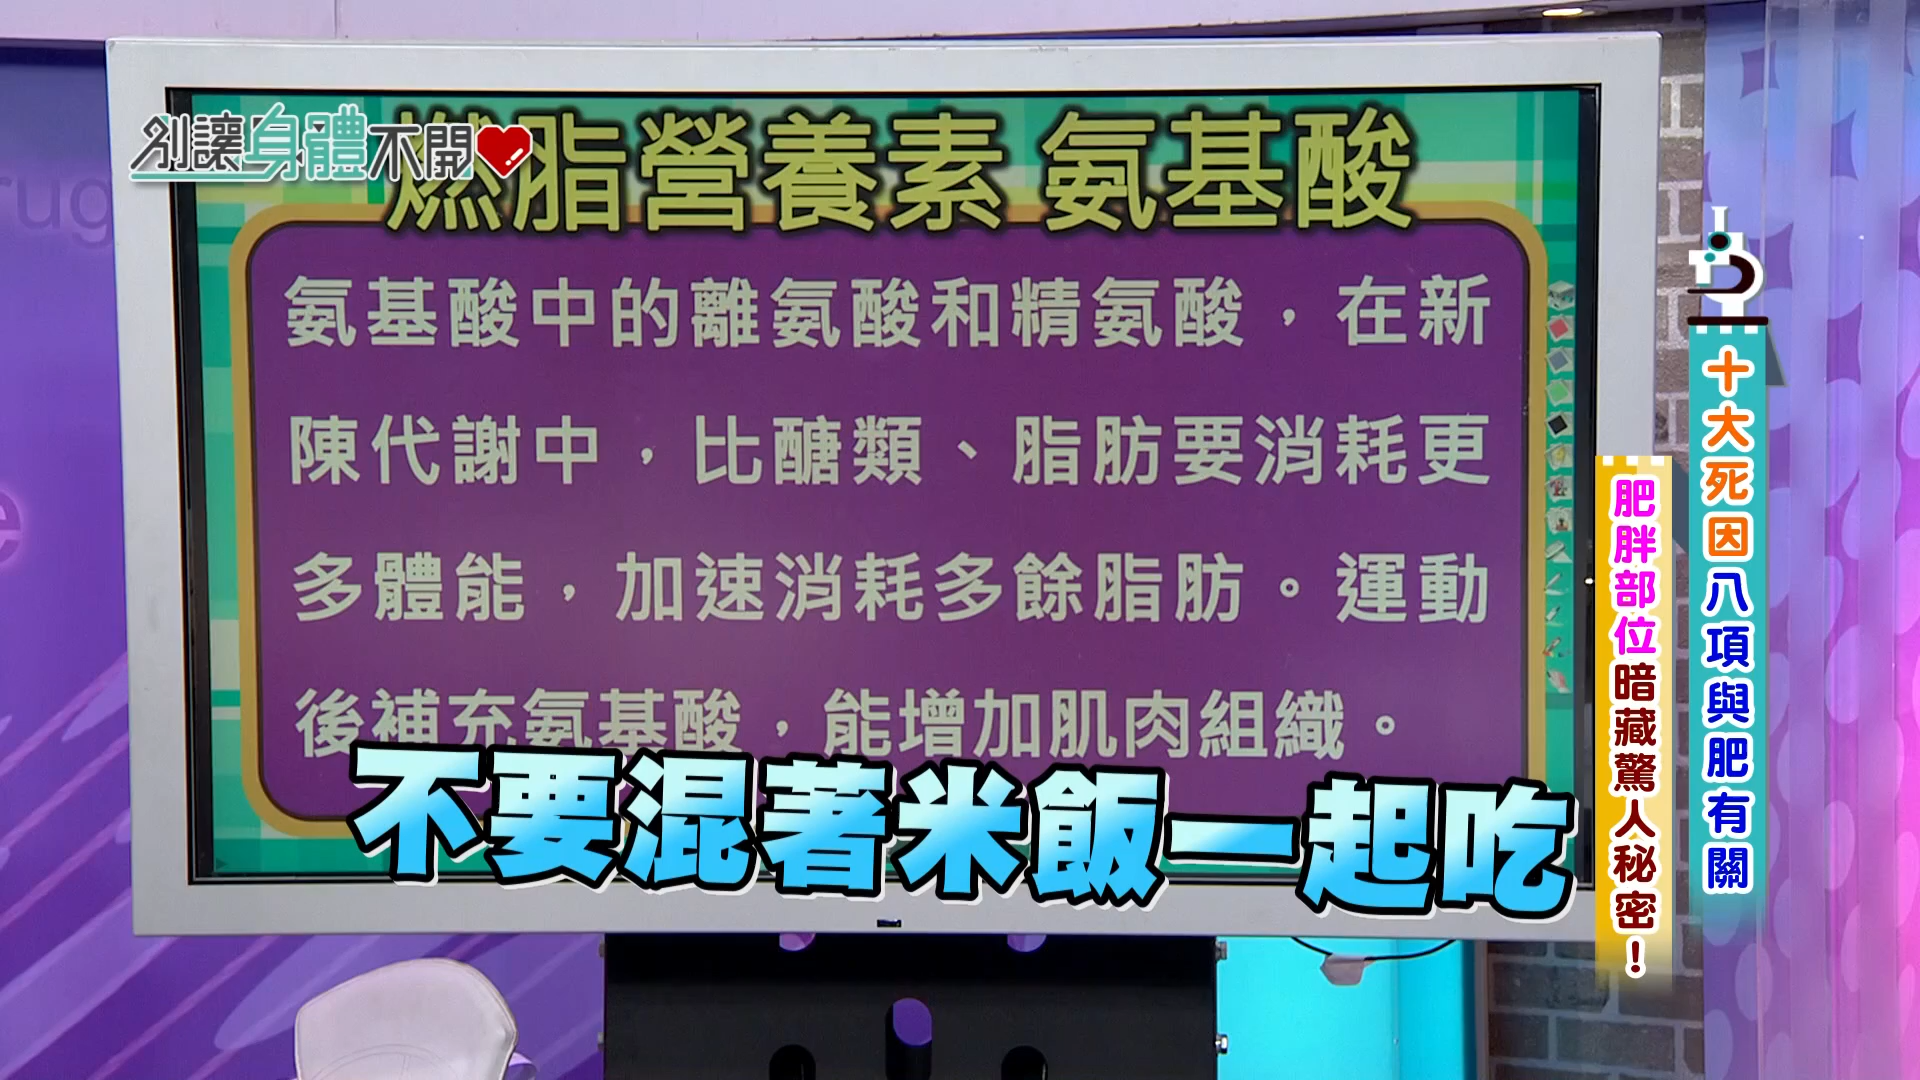 別讓身體不開
燃脂營養素 氨基酸
氨基酸中的離氨酸和精氨酸，在新
陳代謝中，比醣類、脂肪要消耗更
多體能，加速消耗多餘脂肪。運動
後補充氨基酸，能增加肌肉組織。
不要混著米飯一起吃
十大死因八項與肥有關
肥胖部位暗藏驚人秘密！
rug
e